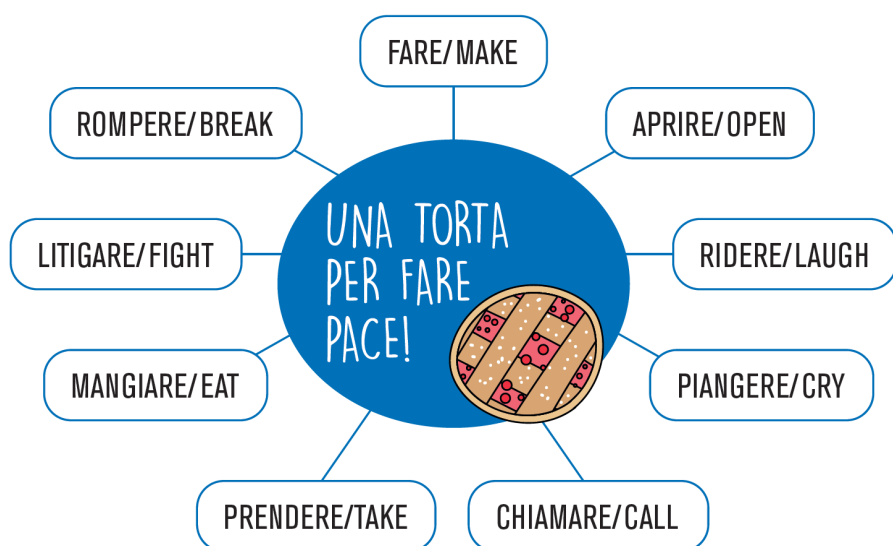 FARE/MAKE
ROMPERE/BREAK
APRIRE/OPEN
LITIGARE/FIGHT
UNA TORTA
PER FARE
PACE!
RIDERE/LAUGH
MANGIARE/EAT
PIANGERE/CRY
PRENDERE/TAKE
CHIAMARE/CALL